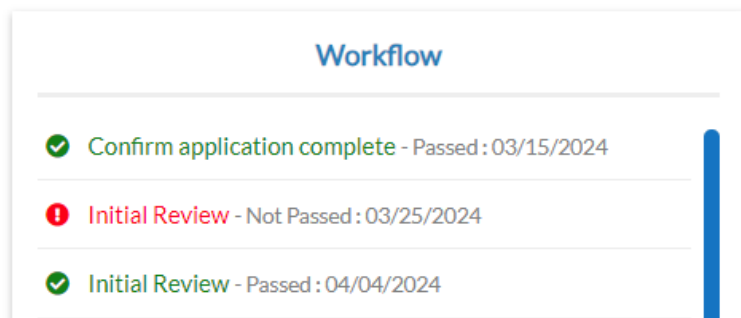 Workflow
Confirm application complete - Passed : 03/15/2024
Initial Review - Not Passed : 03/25/2024
Initial Review - Passed : 04/04/2024